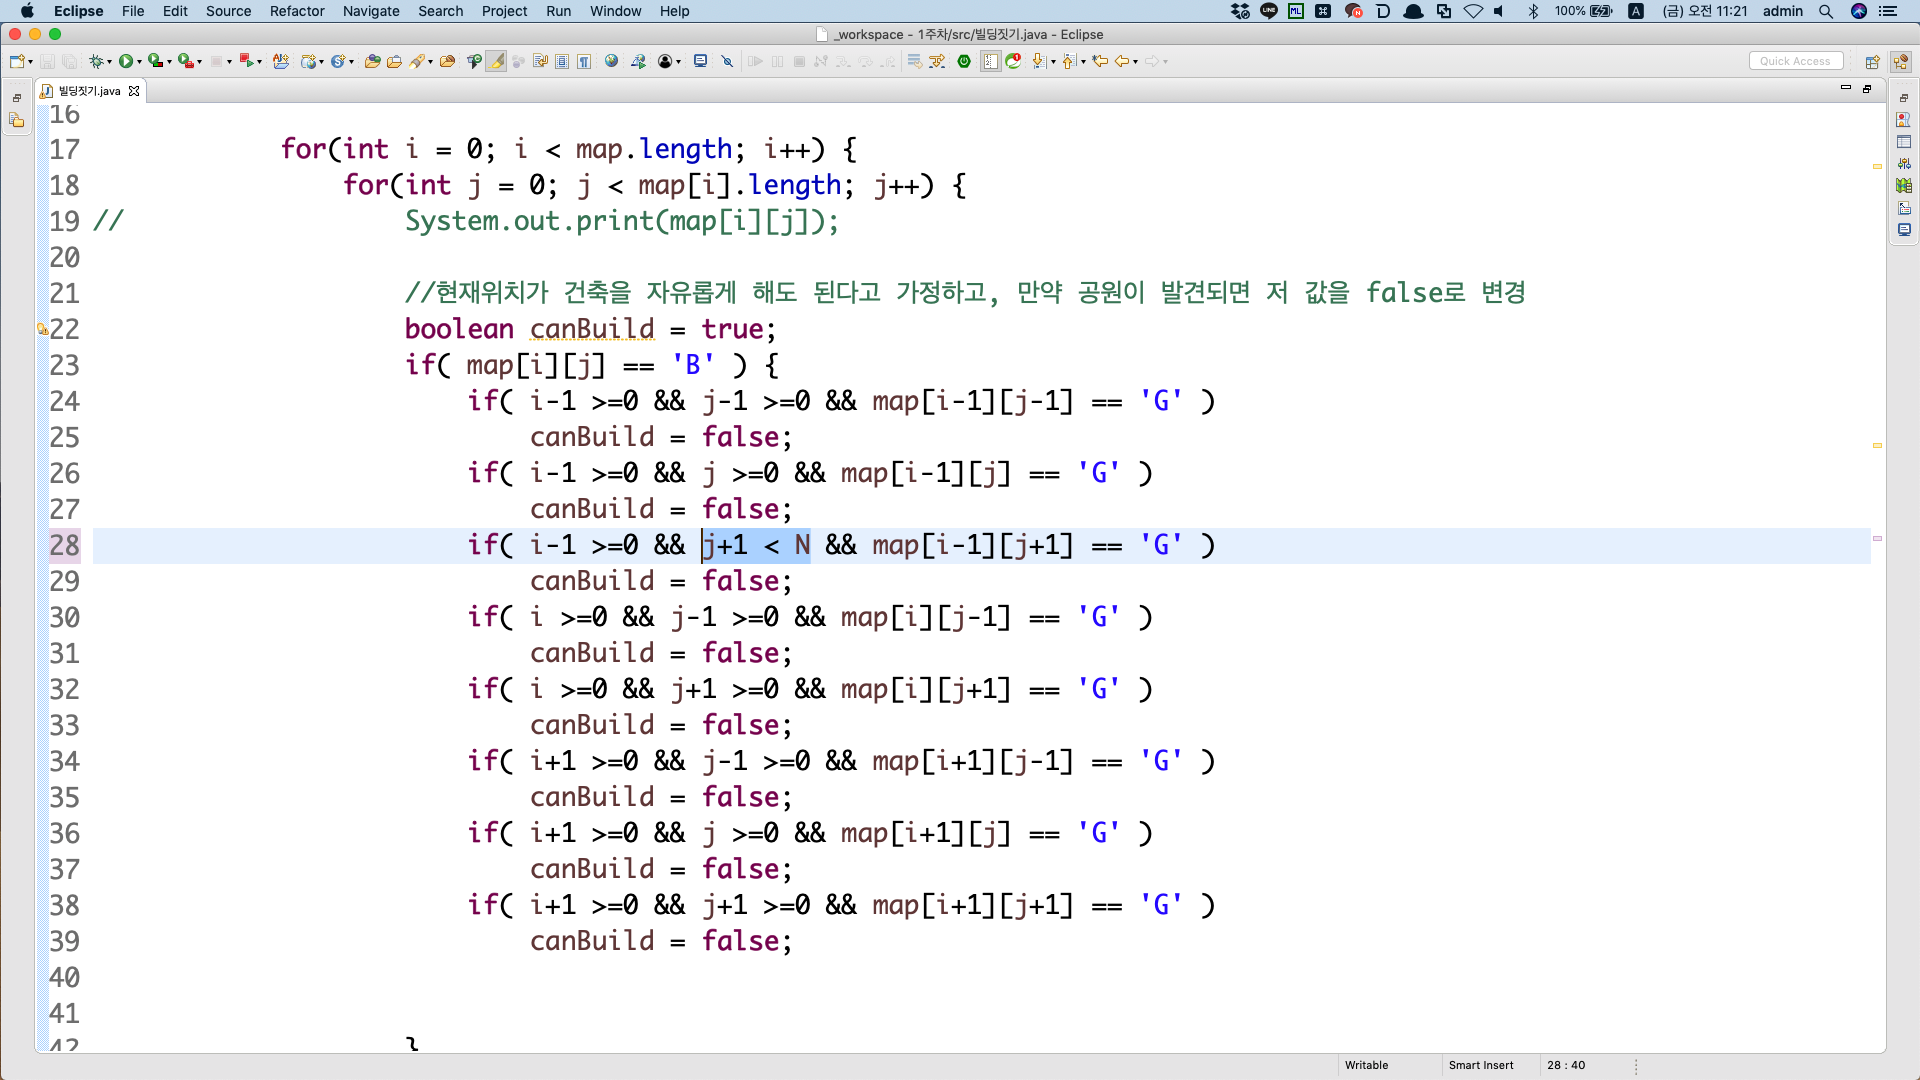 Eclipse File Edit Source Refactor Navigate Search Project Run Window Help 100% A (금) 오전 11:21 admin
_workspace - 1주차/src/빌딩짓기.java - Eclipse
Quick Access
빌딩짓기.java
16
17 for(int i = 0; i < map.length; i++) {
18 for(int j = 0; j < map[i].length; j++) {
19 // System.out.print(map[i][j]);
20
21 //현재위치가 건축을 자유롭게 해도 된다고 가정하고, 만약 공원이 발견되면 저 값을 false로 변경
22 boolean canBuild = true;
23 if( map[i][j] == 'B' ) {
24 if( i-1 >=0 && j-1 >=0 && map[i-1][j-1] == 'G' )
25 canBuild = false;
26 if( i-1 >=0 && j >=0 && map[i-1][j] == 'G' )
27 canBuild = false;
28 if( i-1 >=0 && j+1 < N && map[i-1][j+1] == 'G' )
29 canBuild = false;
30 if( i >=0 && j-1 >=0 && map[i][j-1] == 'G' )
31 canBuild = false;
32 if( i >=0 && j+1 >=0 && map[i][j+1] == 'G' )
33 canBuild = false;
34 if( i+1 >=0 && j-1 >=0 && map[i+1][j-1] == 'G' )
35 canBuild = false;
36 if( i+1 >=0 && j >=0 && map[i+1][j] == 'G' )
37 canBuild = false;
38 if( i+1 >=0 && j+1 >=0 && map[i+1][j+1] == 'G' )
39 canBuild = false;
40
41
42 }
Writable Smart Insert 28 : 40